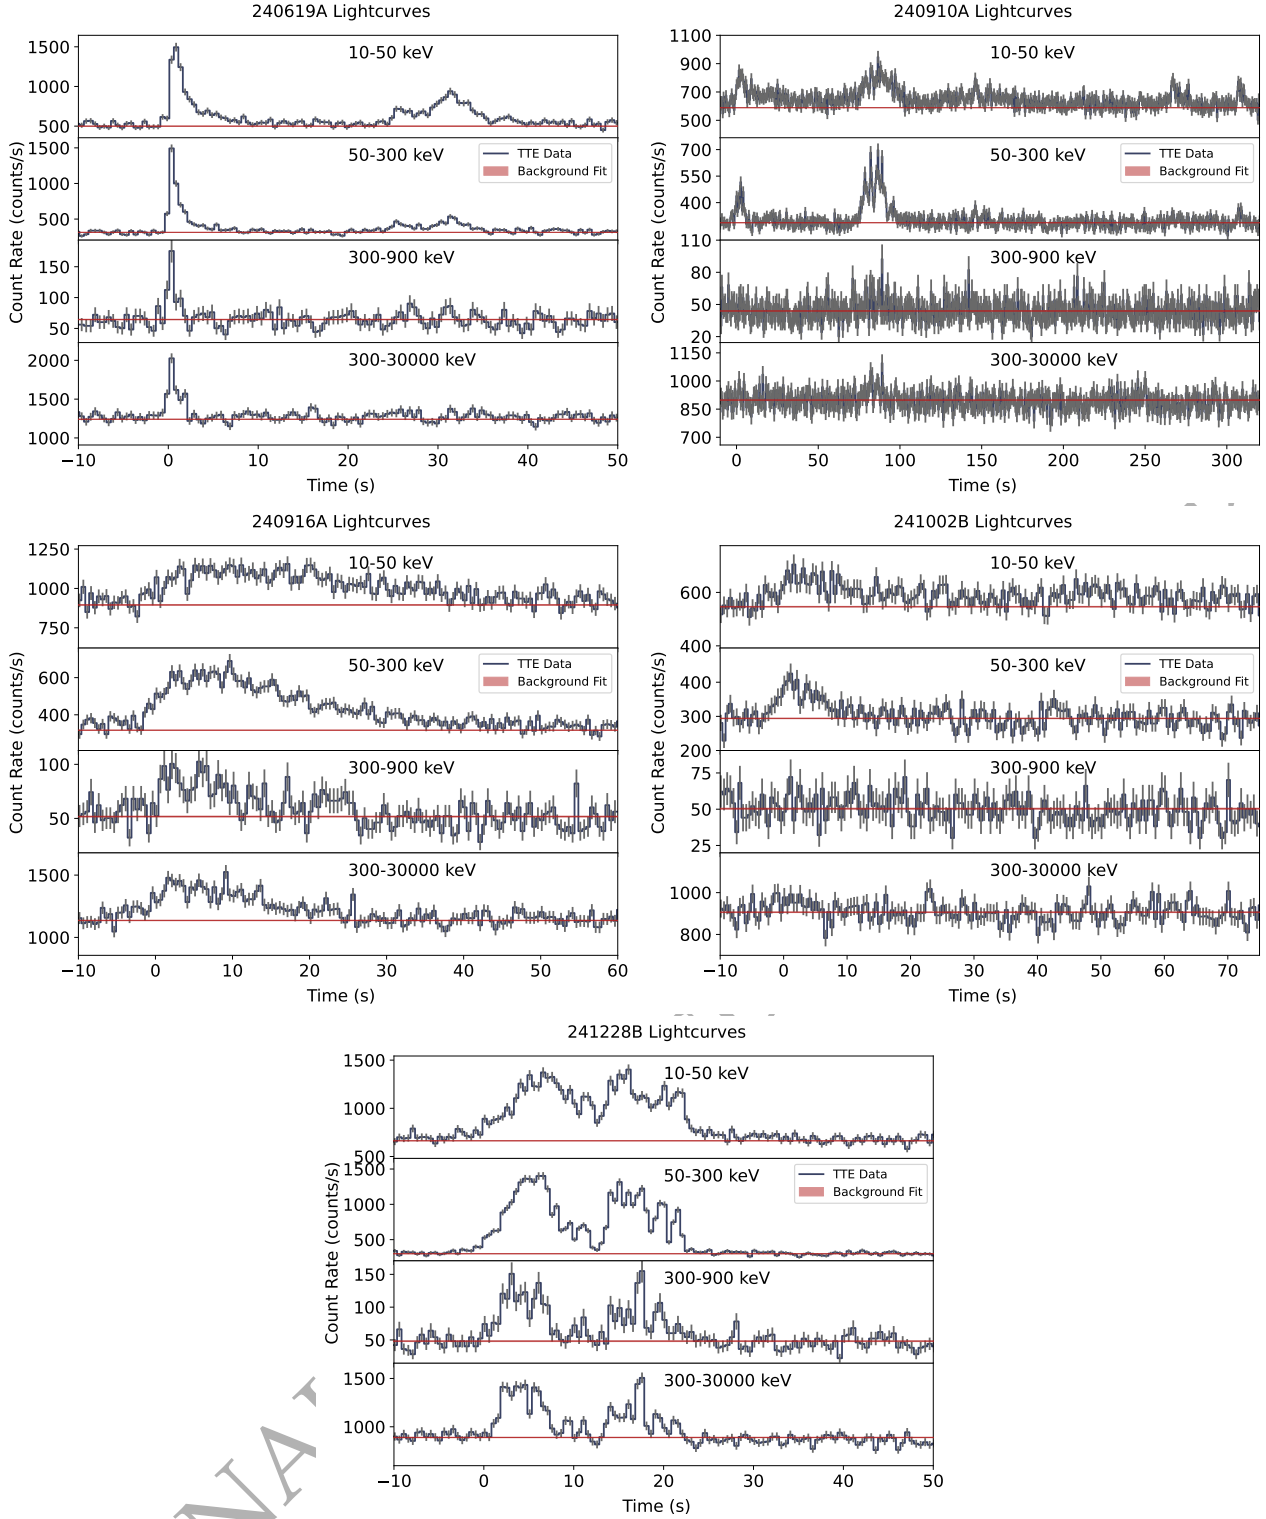 240619A Lightcurves
10-50 keV
1500
1000
500
50-300 keV
TTE Data
Background Fit
1500
1000
500
300-900 keV
150
100
50
300-30000 keV
2000
1500
1000
Count Rate (counts/s)
−10 0 10 20 30 40 50
Time (s)
240910A Lightcurves
10-50 keV
1100
900
700
500
50-300 keV
TTE Data
Background Fit
700
550
400
300-900 keV
110
80
50
20
300-30000 keV
1150
1000
850
700
Count Rate (counts/s)
0 50 100 150 200 250 300
Time (s)
240916A Lightcurves
10-50 keV
1250
1000
750
50-300 keV
TTE Data
Background Fit
600
400
300-900 keV
100
50
300-30000 keV
1500
1000
Count Rate (counts/s)
−10 0 10 20 30 40 50 60
Time (s)
241002B Lightcurves
10-50 keV
600
400
50-300 keV
TTE Data
Background Fit
400
300
200
300-900 keV
75
50
25
300-30000 keV
1000
800
Count Rate (counts/s)
−10 0 10 20 30 40 50 60 70
Time (s)
241228B Lightcurves
10-50 keV
1500
1000
500
50-300 keV
TTE Data
Background Fit
1500
1000
500
300-900 keV
150
100
50
300-30000 keV
1500
1000
Count Rate (counts/s)
−10 0 10 20 30 40 50
Time (s)
NA